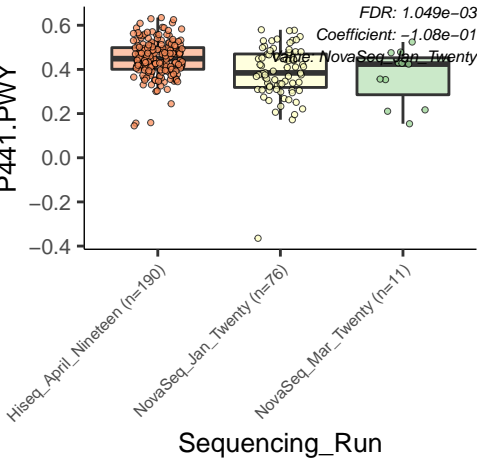 FDR: 1.049e−03
Coefficient: −1.08e−01
Value: NovaSeq_Jan_Twenty
P441.PWY
0.6
0.4
0.2
0.0
−0.2
−0.4
Hiseq_April_Nineteen (n=190)
NovaSeq_Jan_Twenty (n=76)
NovaSeq_Mar_Twenty (n=11)
Sequencing_Run